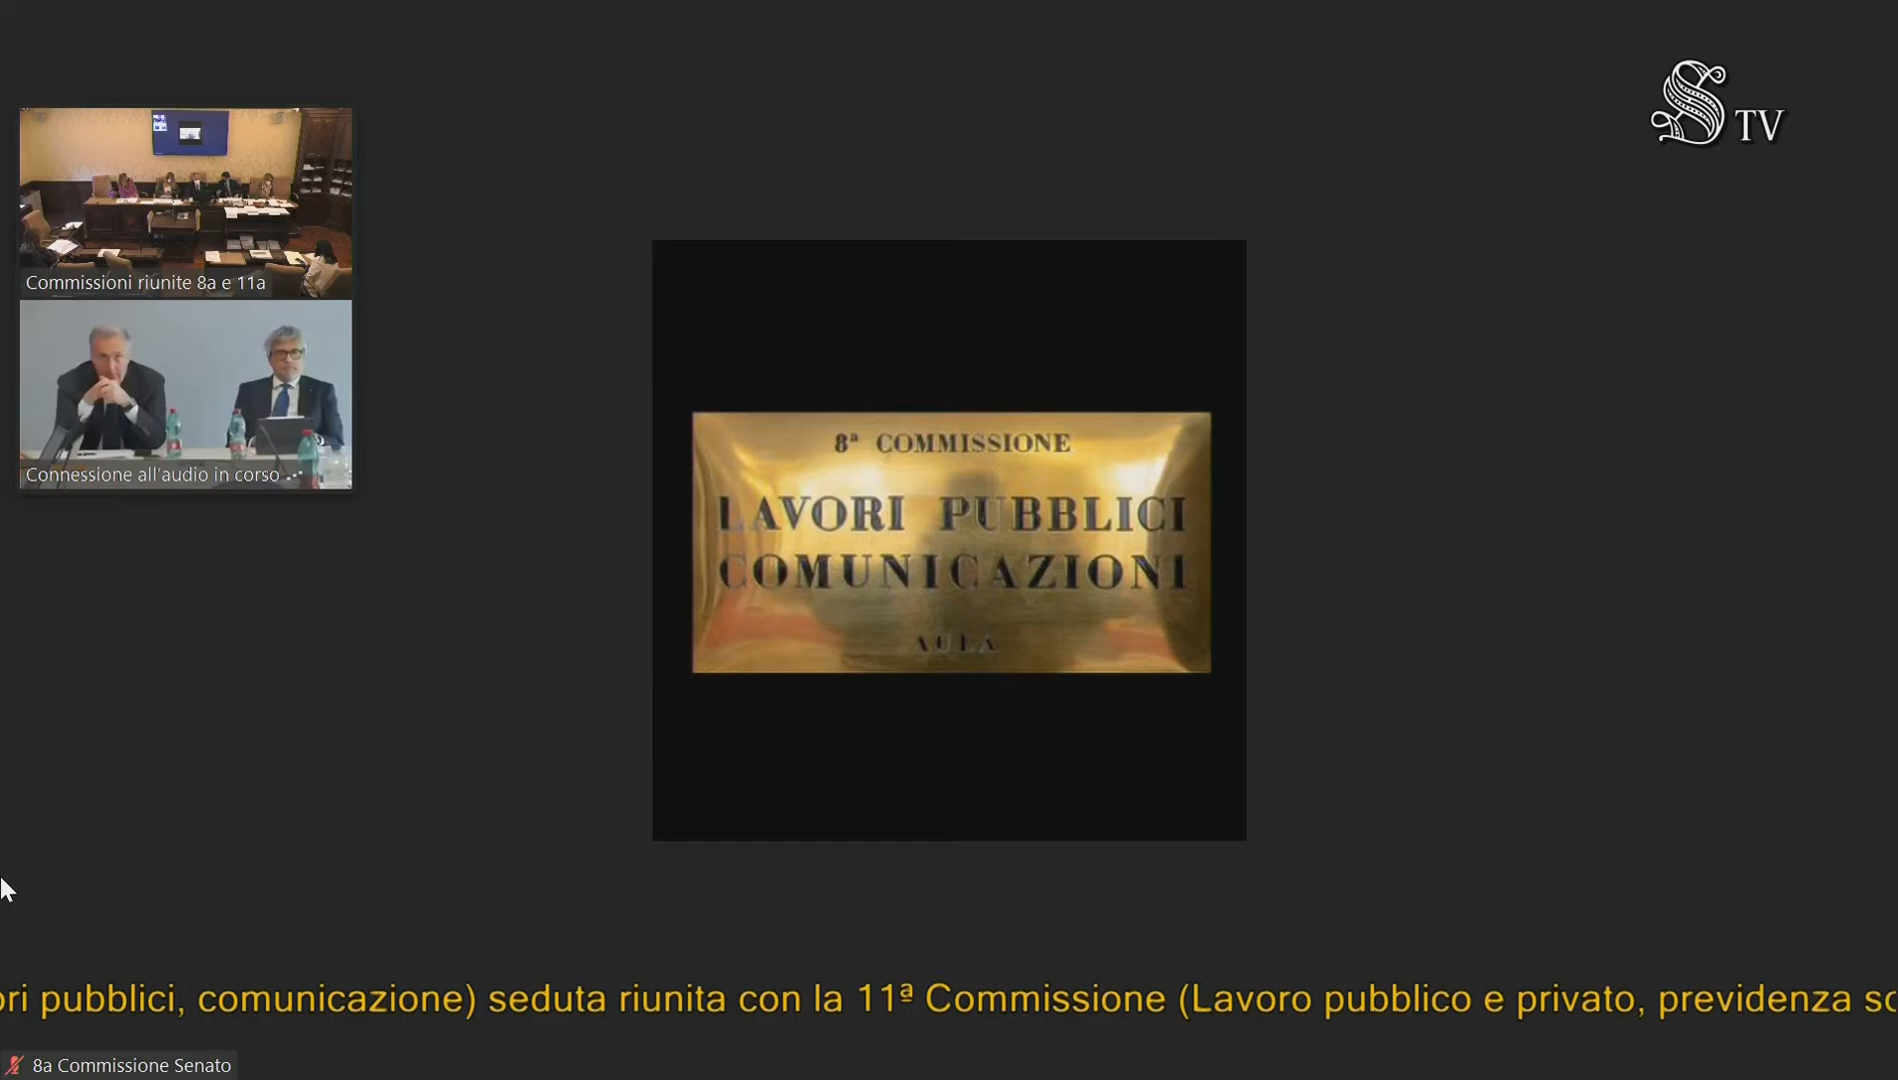 TV
Commissioni riunite 8a e 11a
Connessione all'audio in corso
8ª COMMISSIONE
LAVORI PUBBLICI
COMUNICAZIONI
AULA
ori pubblici, comunicazione) seduta riunita con la 11ª Commissione (Lavoro pubblico e privato, previdenza so
8a Commissione Senato